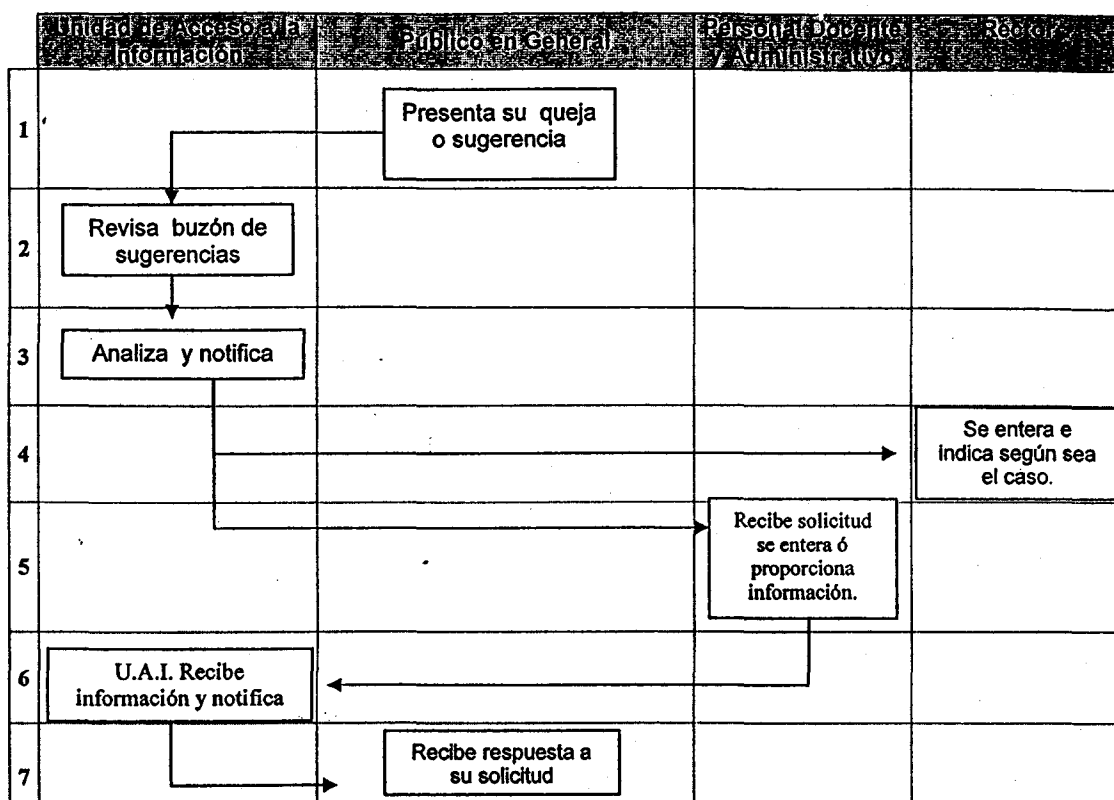 Unidad de Acceso a la
Información
Público en General
Personal Docente
y Administrativo
Rector
1
Presenta su queja
o sugerencia
2
Revisa buzón de
sugerencias
3
Analiza y notifica
4
Se entera e
indica según sea
el caso.
5
Recibe solicitud
se entera ó
proporciona
información.
6
U.A.I. Recibe
información y notifica
7
Recibe respuesta a
su solicitud